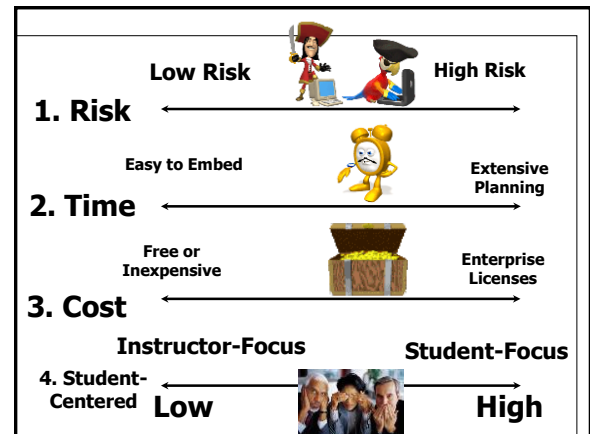 Low Risk
High Risk
1. Risk
Easy to Embed
Extensive
Planning
2. Time
Free or
Inexpensive
Enterprise
Licenses
3. Cost
Instructor-Focus
Student-Focus
4. Student-
Centered
Low
High